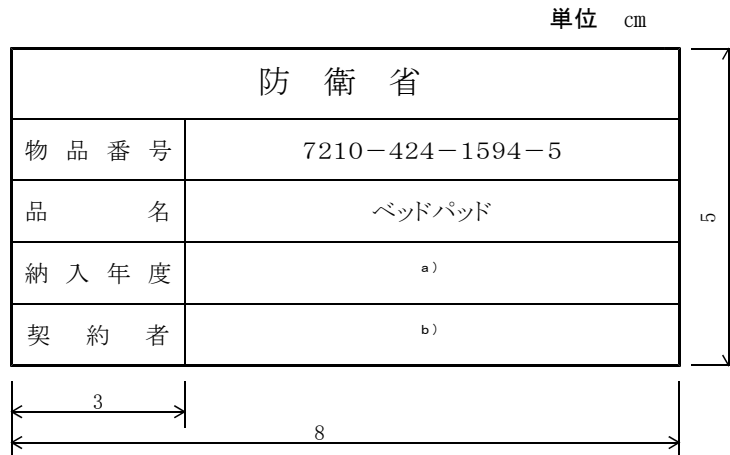 単位 cm
防衛省
物品番号 7210-424-1594-5
品名 ベッドパッド
納入年度 a)
契約者 b)
5
3
8